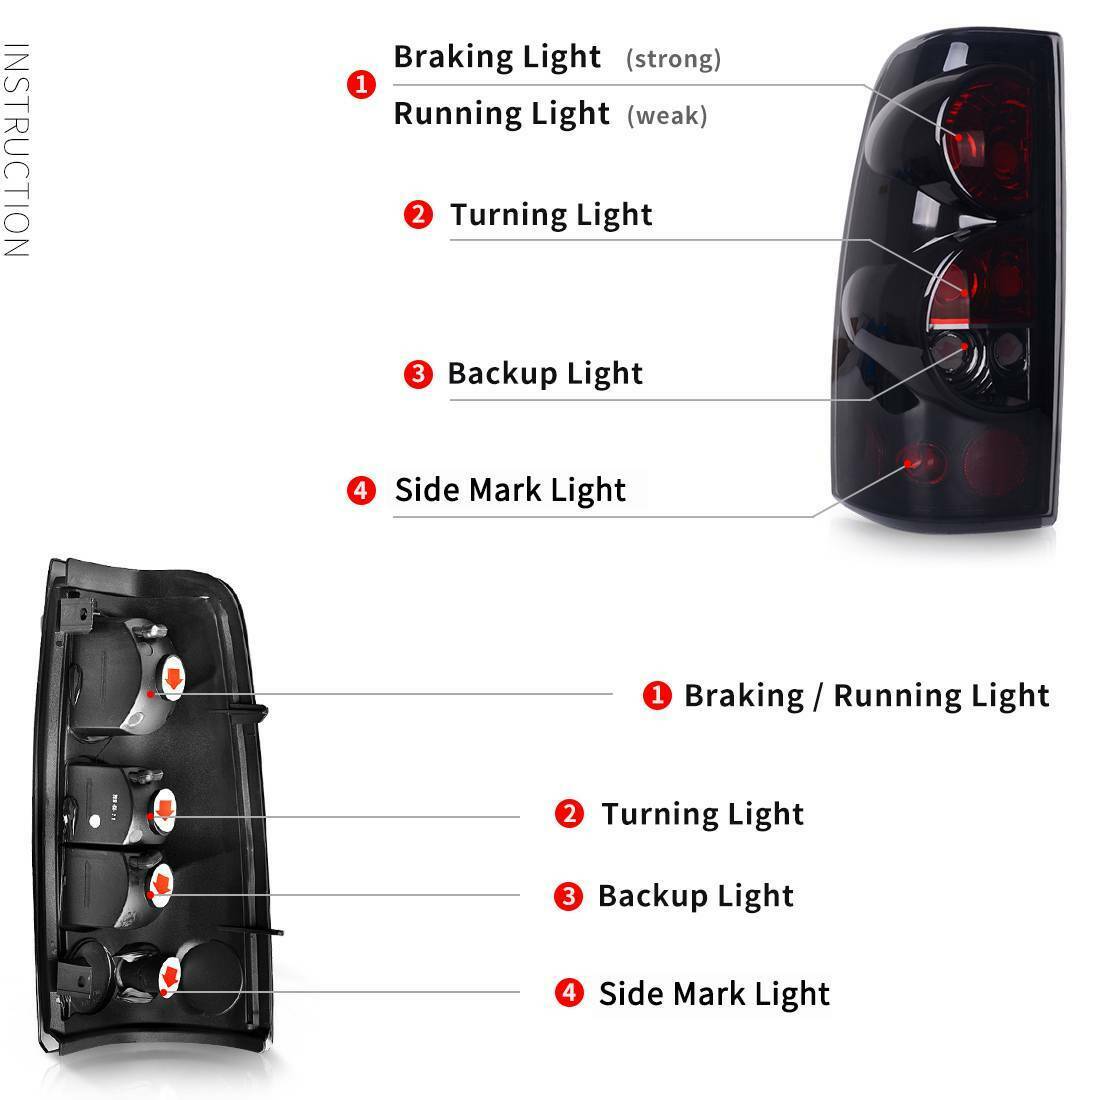 INSTRUCTION
1
Braking Light (strong)
Running Light (weak)
2 Turning Light
3 Backup Light
4 Side Mark Light
1 Braking / Running Light
2 Turning Light
3 Backup Light
4 Side Mark Light